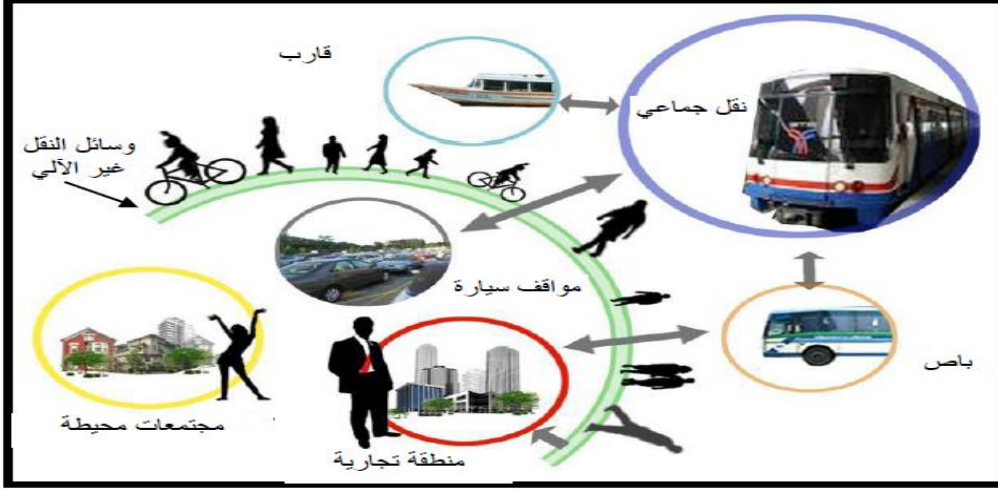 قارب
نقل جماعي
وسائل النقل
غير الآلي
مواقف سيارة
باص
مجتمعات محيطة
منطقة تجارية